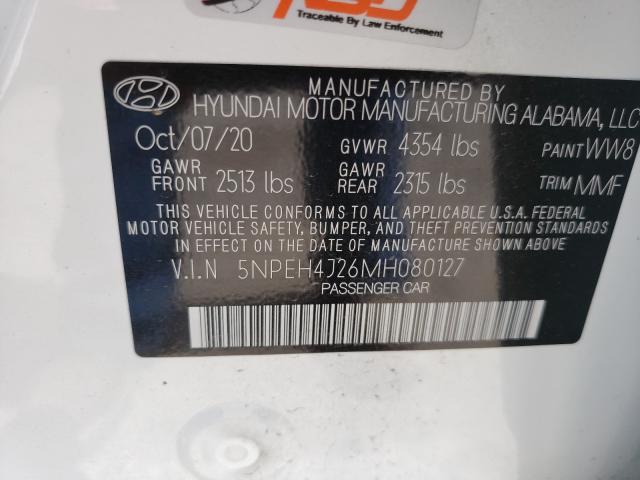 Traceable By Law Enforcement
MANUFACTURED BY
HYUNDAI MOTOR MANUFACTURING ALABAMA, LLC
Oct/07/20 GVWR 4354 lbs PAINT WW8
GAWR FRONT 2513 lbs GAWR REAR 2315 lbs TRIM MMF
THIS VEHICLE CONFORMS TO ALL APPLICABLE U.S.A. FEDERAL
MOTOR VEHICLE SAFETY, BUMPER, AND THEFT PREVENTION STANDARDS
IN EFFECT ON THE DATE OF MANUFACTURE SHOWN ABOVE.
V.I.N 5NPEH4J26MH080127
PASSENGER CAR